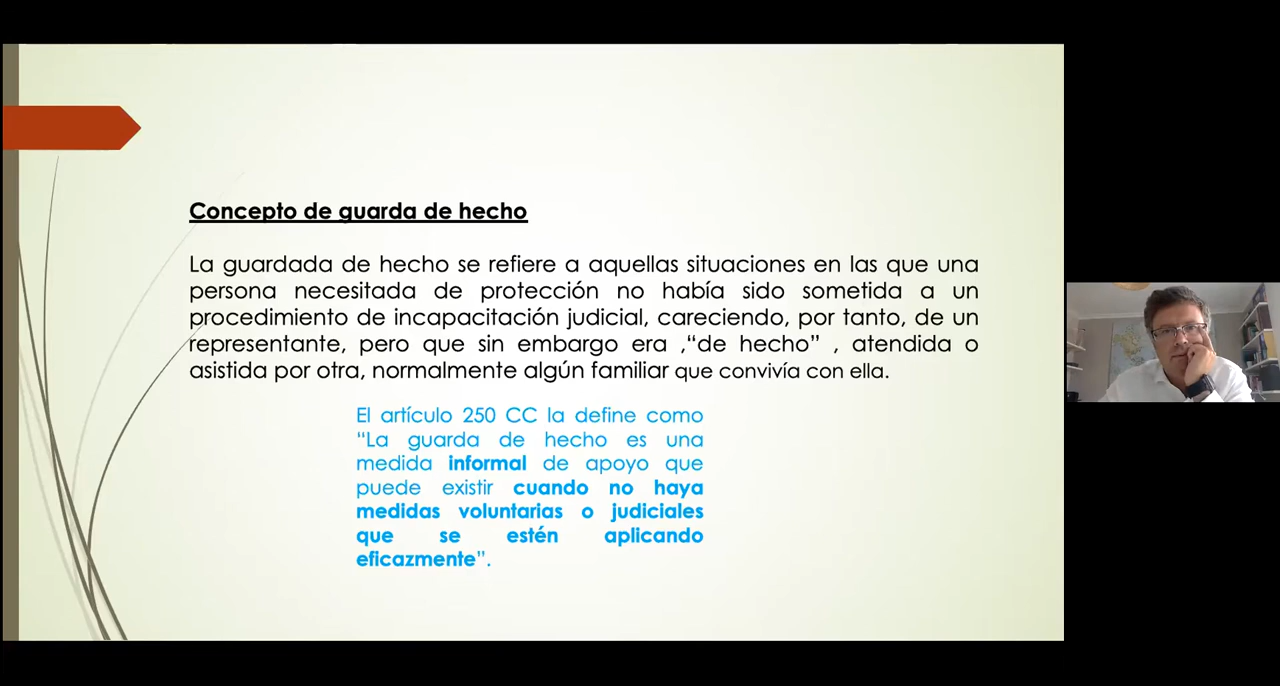 Concepto de guarda de hecho
La guardada de hecho se refiere a aquellas situaciones en las que una
persona necesitada de protección no había sido sometida a un
procedimiento de incapacitación judicial, careciendo, por tanto, de un
representante, pero que sin embargo era ,“de hecho” , atendida o
asistida por otra, normalmente algún familiar que convivía con ella.
El artículo 250 CC la define como
“La guarda de hecho es una
medida informal de apoyo que
puede existir cuando no haya
medidas voluntarias o judiciales
que se estén aplicando
eficazmente”.